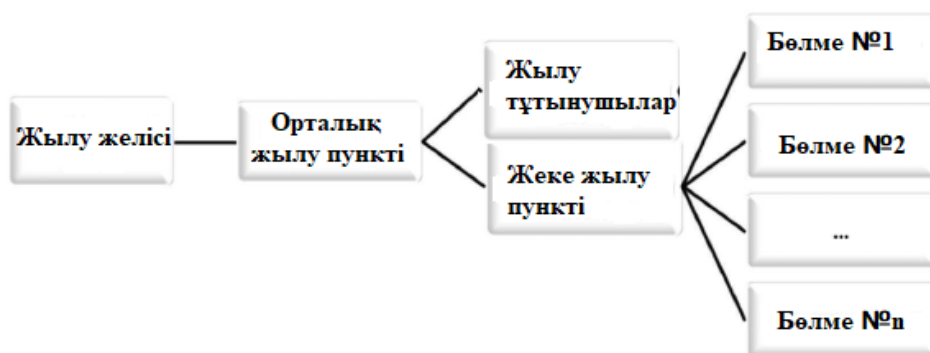 Жылу желісі
Орталық
жылу пункті
Жылу
тұтынушылар
Жеке жылу
пункті
Бөлме №1
Бөлме №2
...
Бөлме №n